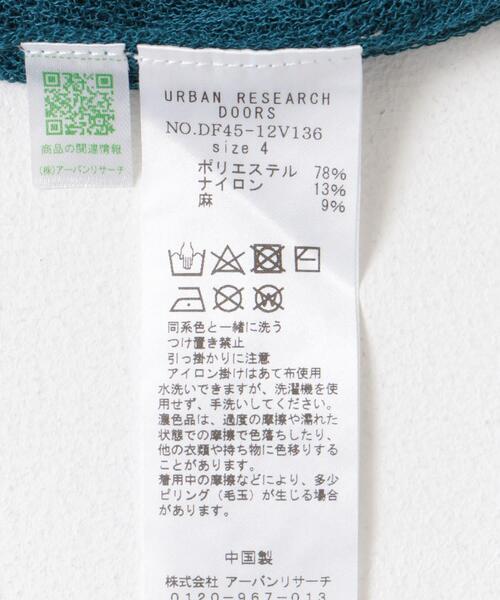 商品の関連情報
(株)アーバンリサーチ
URBAN RESEARCH
DOORS
NO.DF45-12V136
size 4
ポリエステル 78%
ナイロン 13%
麻 9%
同系色と一緒に洗う
つけ置き禁止
引っ掛かりに注意
アイロン掛けはあて布使用
水洗いできますが、洗濯機を使
用せず、手洗いしてください。
濃色品は、過度の摩擦や濡れた
状態での摩擦で色落ちしたり、
他の衣類や持ち物に色移りする
ことがあります。
着用中の摩擦などにより、多少
ピリング（毛玉）が生じる場合
があります。
中国製
株式会社 アーバンリサーチ
0120-967-013